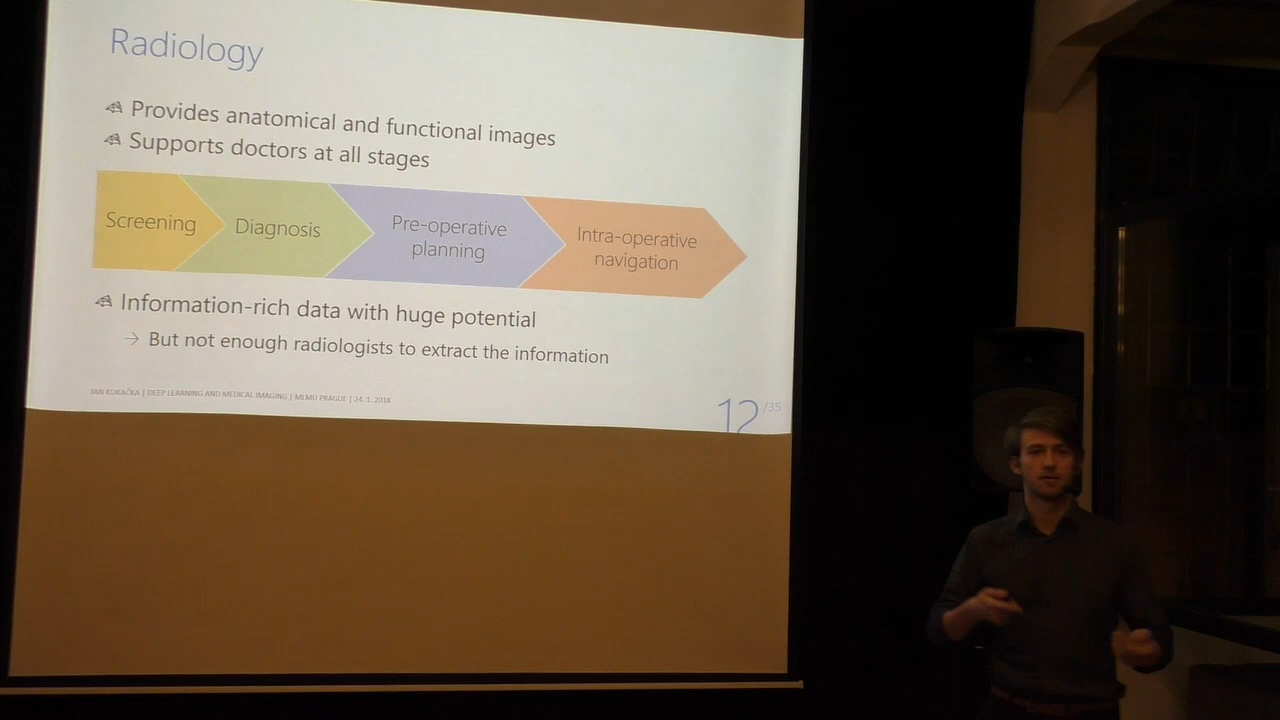 Radiology
Provides anatomical and functional images
Supports doctors at all stages
Screening
Diagnosis
Pre-operative
planning
Intra-operative
navigation
Information-rich data with huge potential
→ But not enough radiologists to extract the information
JAN KUKAČKA | DEEP LEARNING AND MEDICAL IMAGING | MLMU PRAGUE | 24. 1. 2018
12/35